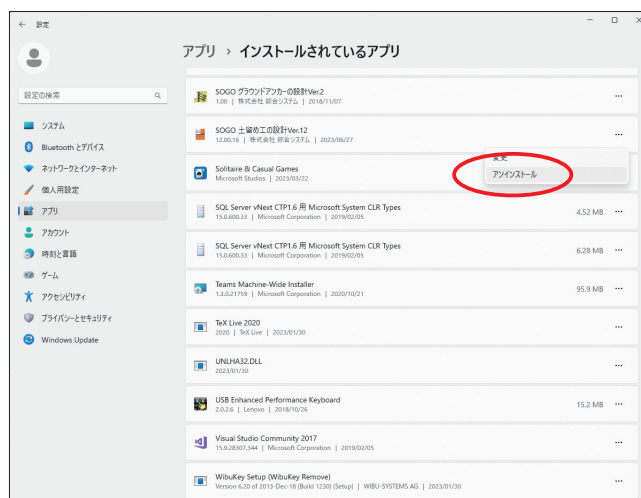 ← 設定
アプリ › インストールされているアプリ
設定の検索
システム
Bluetooth とデバイス
ネットワークとインターネット
個人用設定
アプリ
アカウント
時刻と言語
ゲーム
アクセシビリティ
プライバシーとセキュリティ
Windows Update
SOGO グラウンドアンカーの設計Ver.2
1.00 | 株式会社 綜合システム | 2018/11/07
SOGO 土留め工の設計Ver.12
12.00.16 | 株式会社 綜合システム | 2023/06/27
変更
アンインストール
Solitaire & Casual Games
Microsoft Studios | 2023/03/22
SQL Server vNext CTP1.6 用 Microsoft System CLR Types
15.0.600.33 | Microsoft Corporation | 2019/02/05
4.52 MB
SQL Server vNext CTP1.6 用 Microsoft System CLR Types
15.0.600.33 | Microsoft Corporation | 2019/02/05
6.28 MB
Teams Machine-Wide Installer
1.3.0.21759 | Microsoft Corporation | 2020/10/21
95.9 MB
TeX Live 2020
2020 | TeX Live | 2023/01/30
UNLHA32.DLL
2023/01/30
USB Enhanced Performance Keyboard
2.0.2.6 | Lenovo | 2018/10/26
15.2 MB
Visual Studio Community 2017
15.9.28307.344 | Microsoft Corporation | 2019/02/05
WibuKey Setup (WibuKey Remove)
Version 6.20 of 2013-Dec-18 (Build 1230) (Setup) | WIBU-SYSTEMS AG | 2023/01/30